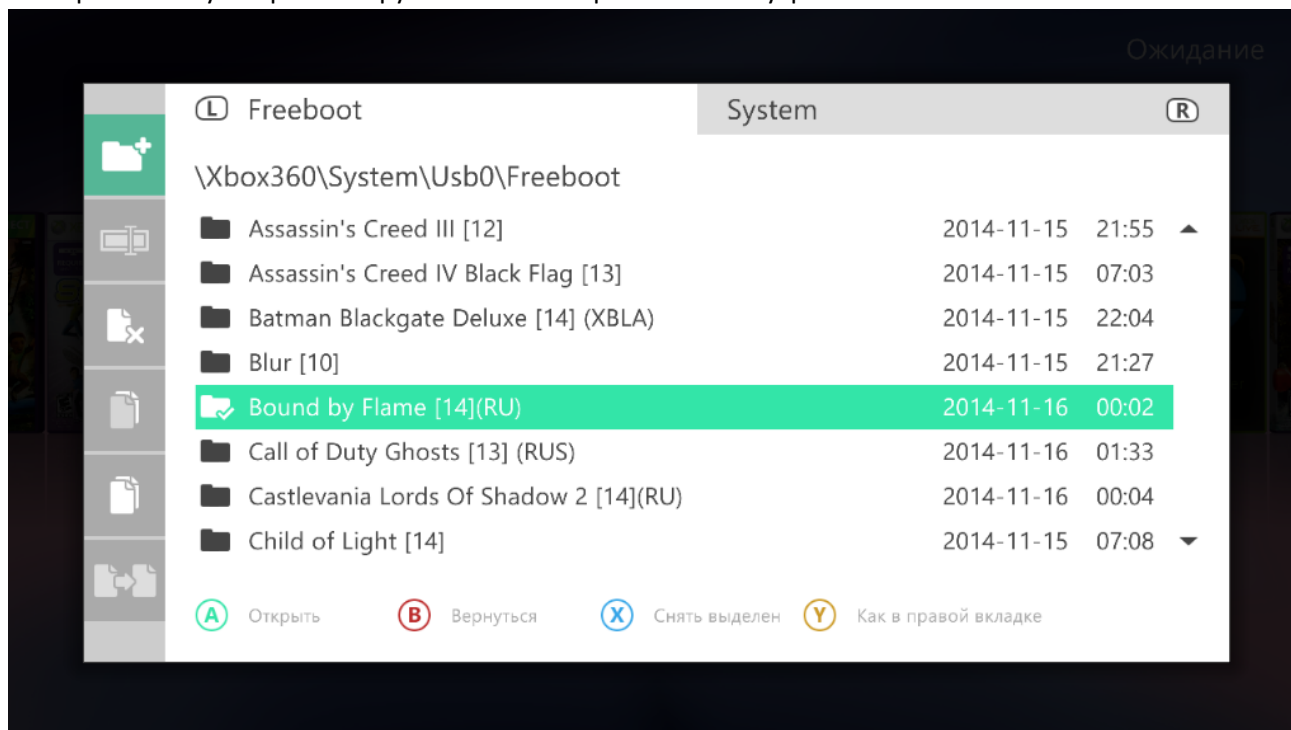 Ожидание
L Freeboot System R
\Xbox360\System\Usb0\Freeboot
Assassin's Creed III [12] 2014-11-15 21:55
Assassin's Creed IV Black Flag [13] 2014-11-15 07:03
Batman Blackgate Deluxe [14] (XBLA) 2014-11-15 22:04
Blur [10] 2014-11-15 21:27
Bound by Flame [14](RU) 2014-11-16 00:02
Call of Duty Ghosts [13] (RUS) 2014-11-16 01:33
Castlevania Lords Of Shadow 2 [14](RU) 2014-11-16 00:04
Child of Light [14] 2014-11-15 07:08
A Открыть B Вернуться X Снять выделен Y Как в правой вкладке